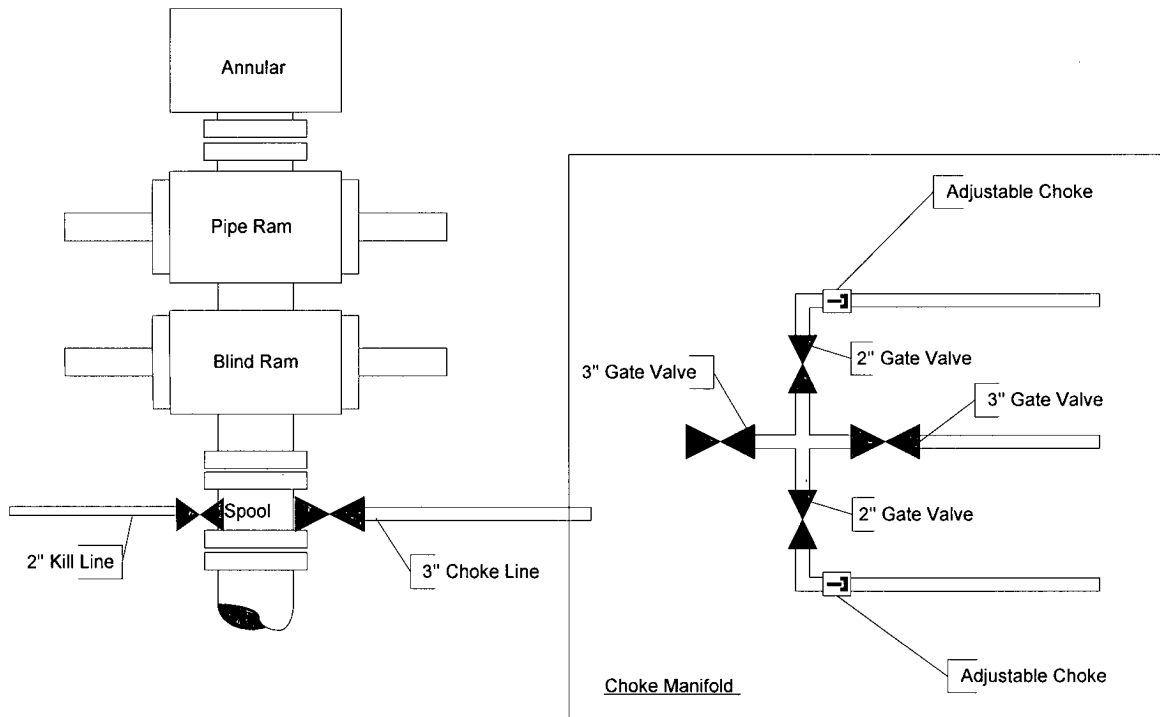 Annular
Pipe Ram
Blind Ram
Spool
2" Kill Line
3" Choke Line
Adjustable Choke
2" Gate Valve
3" Gate Valve
3" Gate Valve
2" Gate Valve
Adjustable Choke
Choke Manifold